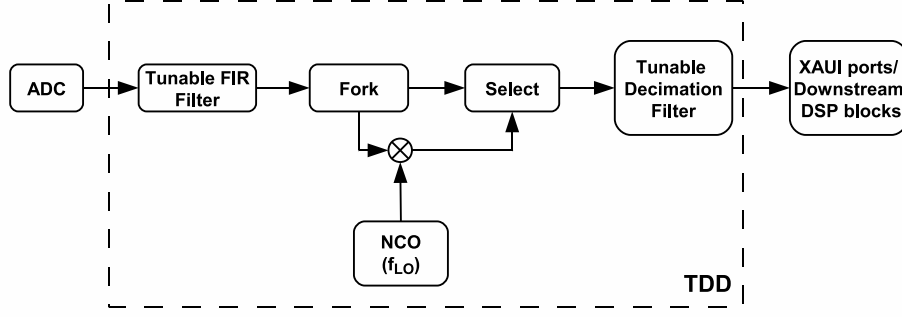 ADC
Tunable FIR
Filter
Fork
Select
Tunable
Decimation
Filter
XAUI ports/
Downstream
DSP blocks
NCO
(fLO)
TDD